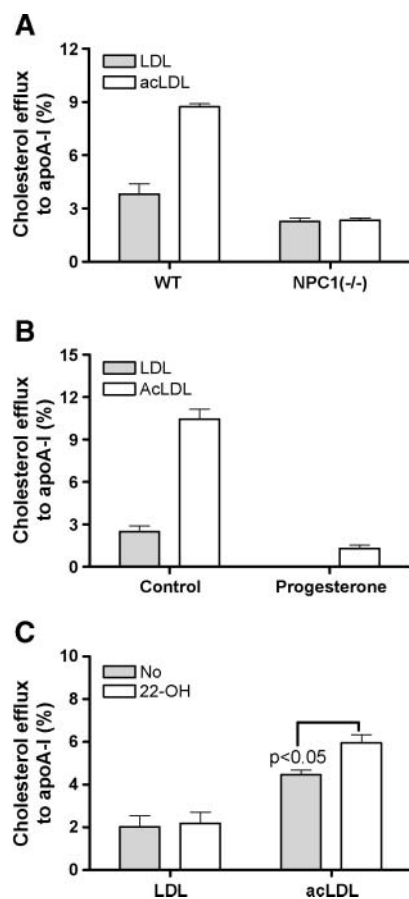 A
Cholesterol efflux
to apoA-I (%)
12
9
6
3
0
LDL
acLDL
WT
NPC1(-/-)
B
Cholesterol efflux
to apoA-I (%)
15
12
9
6
3
0
LDL
AcLDL
Control
Progesterone
C
Cholesterol efflux
to apoA-I (%)
10
8
6
4
2
0
No
22-OH
p<0.05
LDL
acLDL